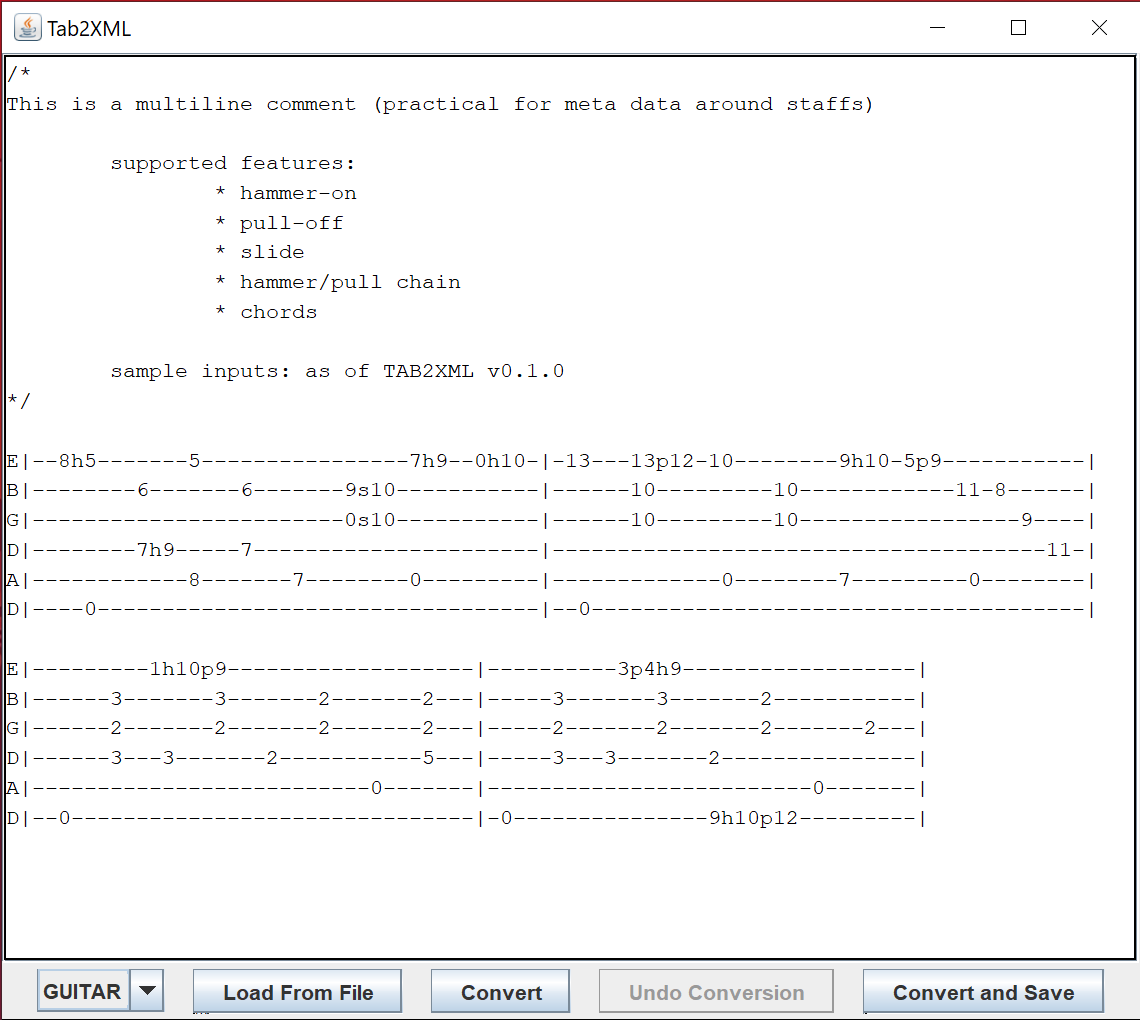 Tab2XML
/*
This is a multiline comment (practical for meta data around staffs)
supported features:
* hammer-on
* pull-off
* slide
* hammer/pull chain
* chords
sample inputs: as of TAB2XML v0.1.0
*/
E|--8h5-------5----------------7h9--0h10-|-13---13p12-10--------9h10-5p9-----------|
B|--------6-------6-------9s10-----------|------10---------10------------11-8------|
G|------------------------0s10-----------|------10---------10-----------------9----|
D|--------7h9-----7----------------------|--------------------------------------11-|
A|------------8-------7--------0---------|-------------0--------7---------0--------|
D|----0----------------------------------|--0--------------------------------------|
E|---------1h10p9-------------------|----------3p4h9------------------|
B|------3-------3-------2-------2---|-----3-------3-------2-----------|
G|------2-------2-------2-------2---|-----2-------2-------2-------2---|
D|------3---3-------2-----------5---|-----3---3-------2---------------|
A|--------------------------0-------|-------------------------0-------|
D|--0-------------------------------|-0---------------9h10p12---------|
GUITAR Load From File Convert Undo Conversion Convert and Save